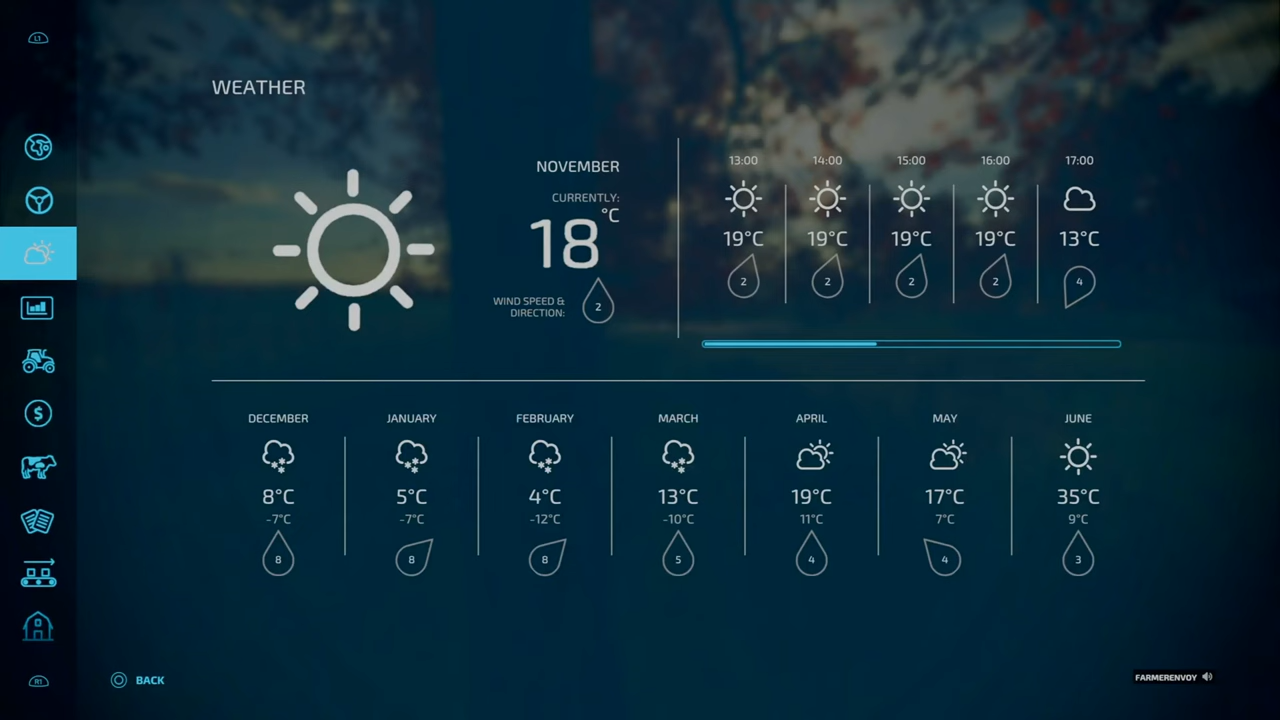 L1
WEATHER
NOVEMBER
CURRENTLY:
18 °C
WIND SPEED &
DIRECTION:
2
13:00 14:00 15:00 16:00 17:00
19°C 19°C 19°C 19°C 13°C
2 2 2 2 4
DECEMBER JANUARY FEBRUARY MARCH APRIL MAY JUNE
8°C 5°C 4°C 13°C 19°C 17°C 35°C
-7°C -7°C -12°C -10°C 11°C 7°C 9°C
8 8 8 5 4 4 3
$
R1
BACK
FARMERENVOY